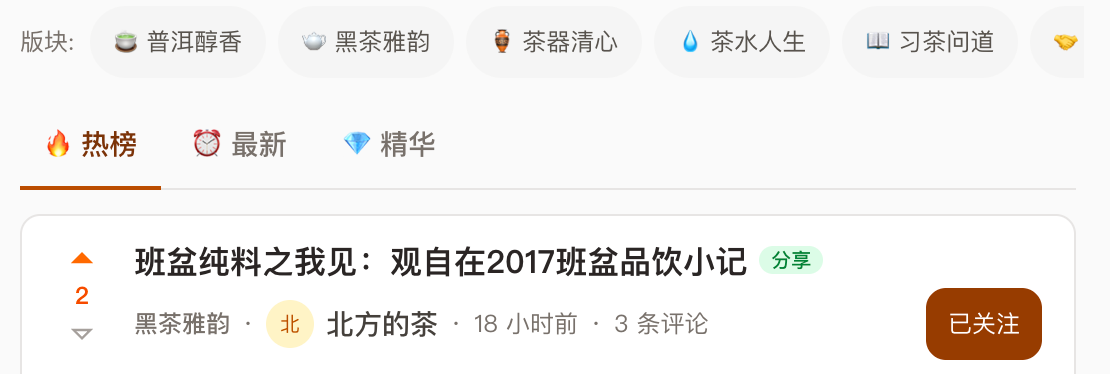 版块: 普洱醇香 黑茶雅韵 茶器清心 茶水人生 习茶问道
热榜 最新 精华
班盆纯料之我见：观自在2017班盆品饮小记 分享
2
黑茶雅韵 · 北 北方的茶 · 18 小时前 · 3 条评论
已关注